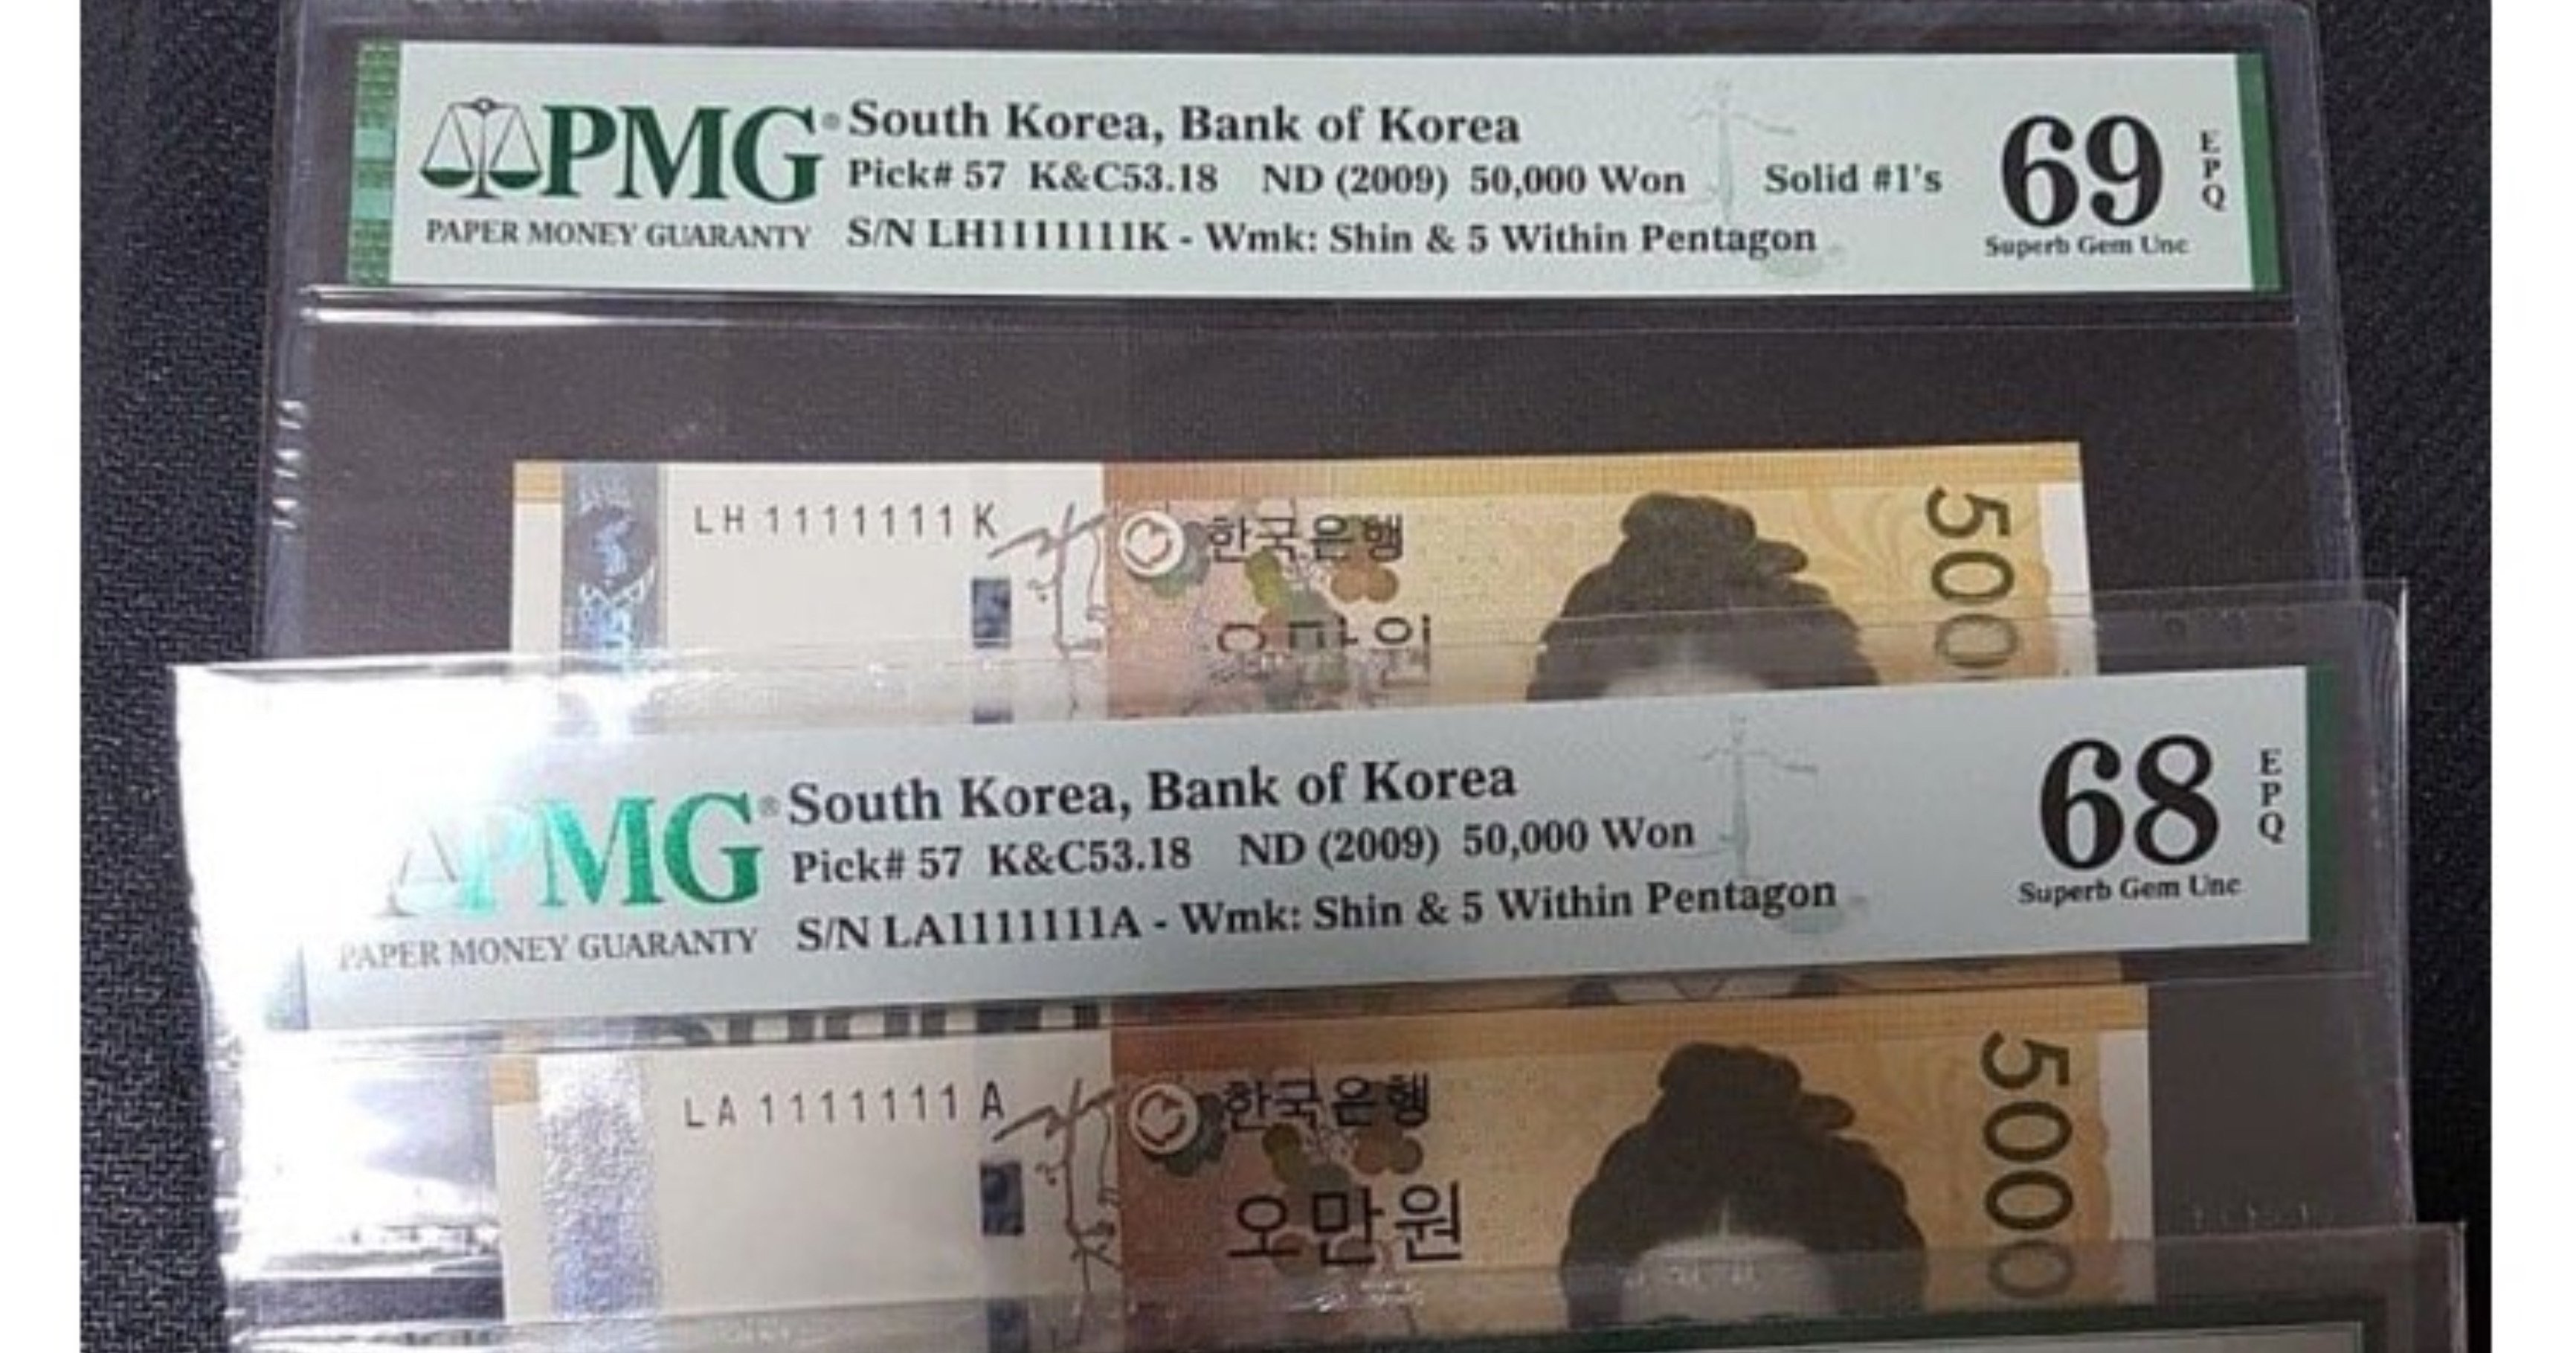 PMG®
PAPER MONEY GUARANTY
South Korea, Bank of Korea
Pick# 57 K&C53.18 ND (2009) 50,000 Won Solid #1's
S/N LH1111111K - Wmk: Shin & 5 Within Pentagon
69
EPQ
Superb Gem Unc
LH 1111111 K
한국은행
오만원
500
PMG®
PAPER MONEY GUARANTY
South Korea, Bank of Korea
Pick# 57 K&C53.18 ND (2009) 50,000 Won
S/N LA1111111A - Wmk: Shin & 5 Within Pentagon
68
EPQ
Superb Gem Unc
LA 1111111 A
한국은행
오만원
5000